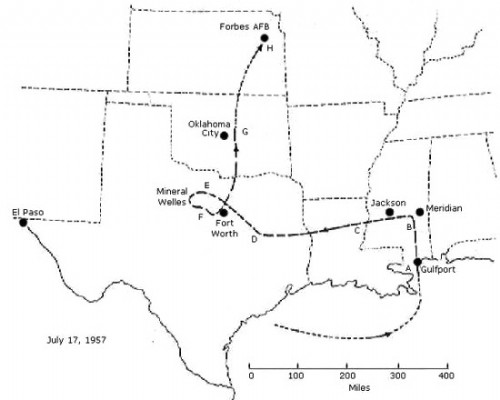 Forbes AFB
H
Oklahoma
City
G
Mineral
Welles
E
F
Fort
Worth
El Paso
D
C
Jackson
Meridian
B
A
Gulfport
July 17, 1957
0 100 200 300 400
Miles